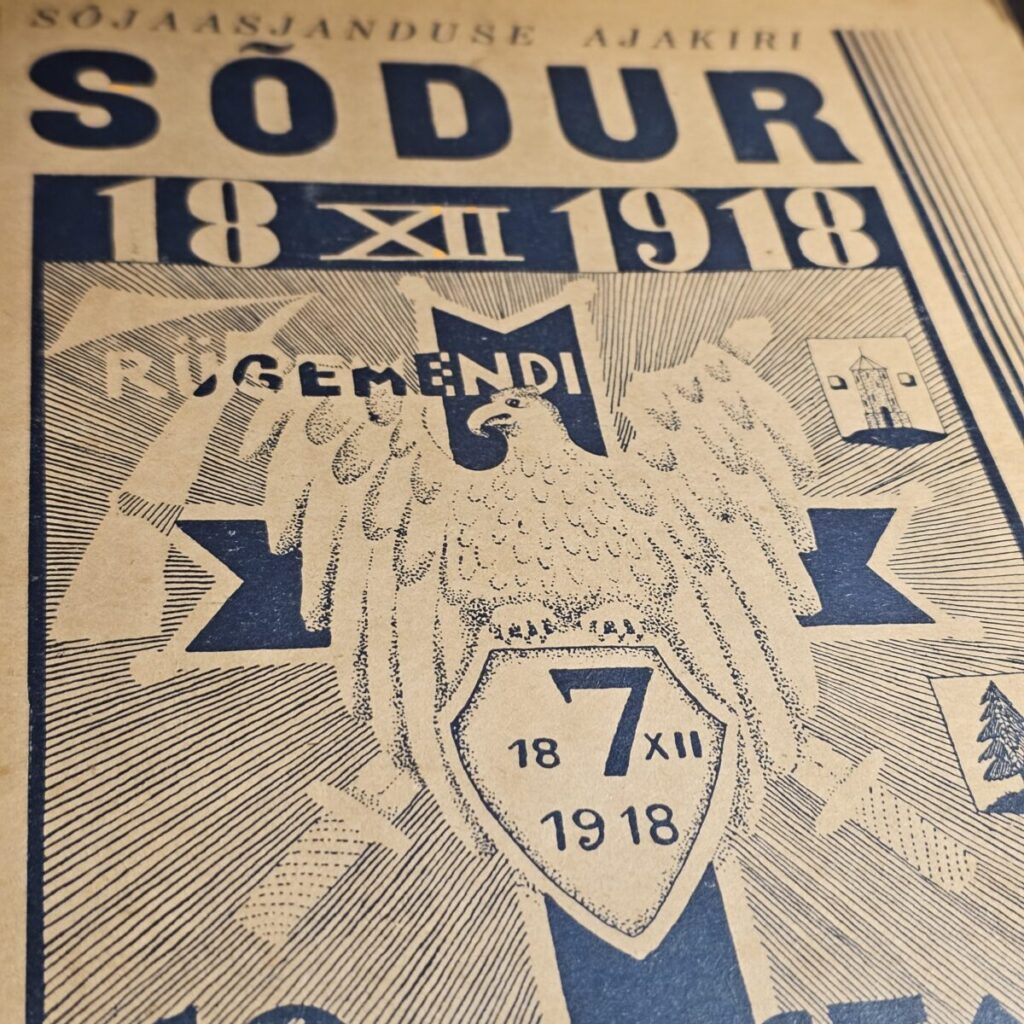 SÕJAASJANDUSE AJAKIRI
SÕDUR
18 XII 1918
RÜGEMENDI
7
18 XII
1918